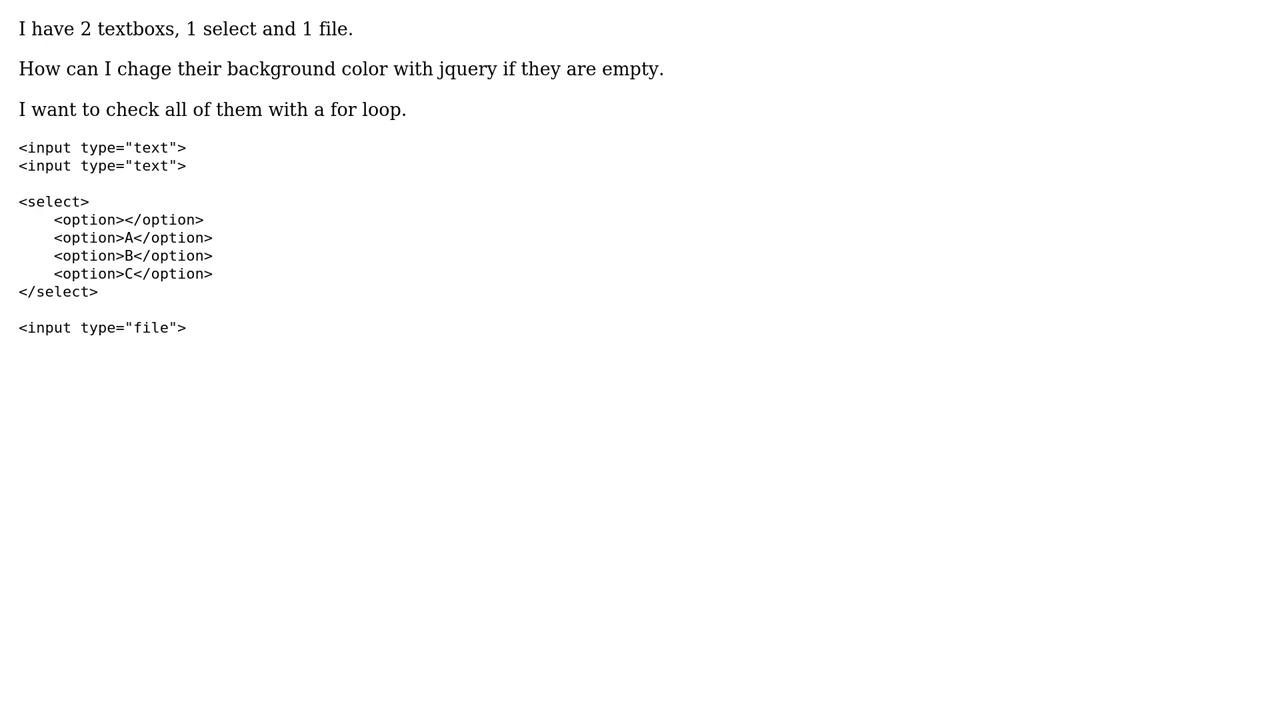 I have 2 textboxs, 1 select and 1 file.
How can I chage their background color with jquery if they are empty.
I want to check all of them with a for loop.
<input type="text">
<input type="text">
<select>
    <option></option>
    <option>A</option>
    <option>B</option>
    <option>C</option>
</select>
<input type="file">